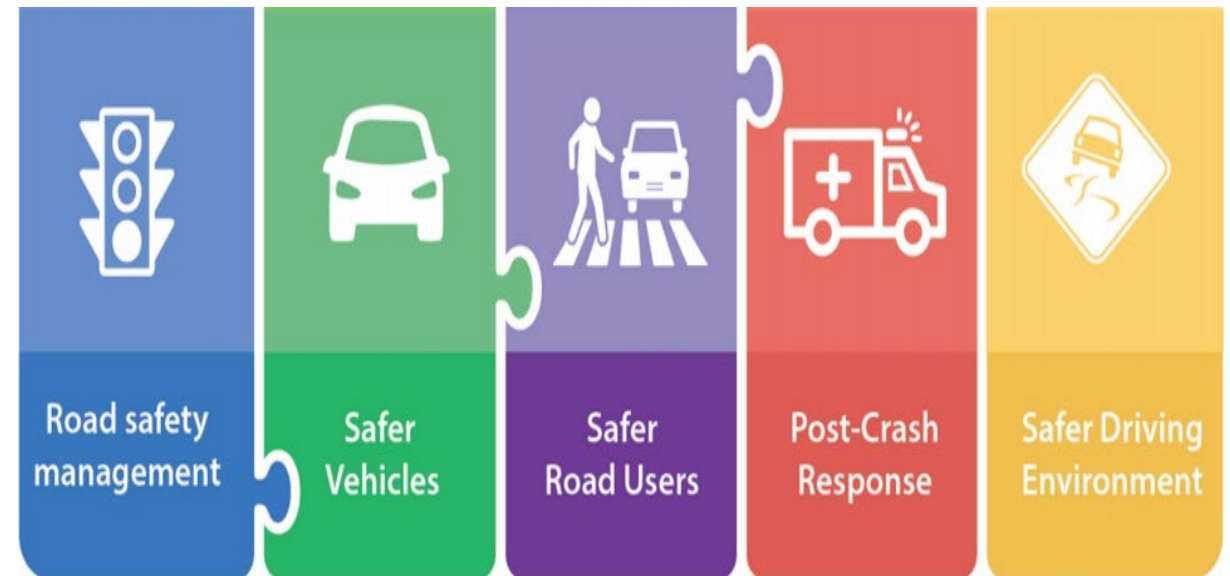 Road safety
management
Safer
Vehicles
Safer
Road Users
Post-Crash
Response
Safer Driving
Environment